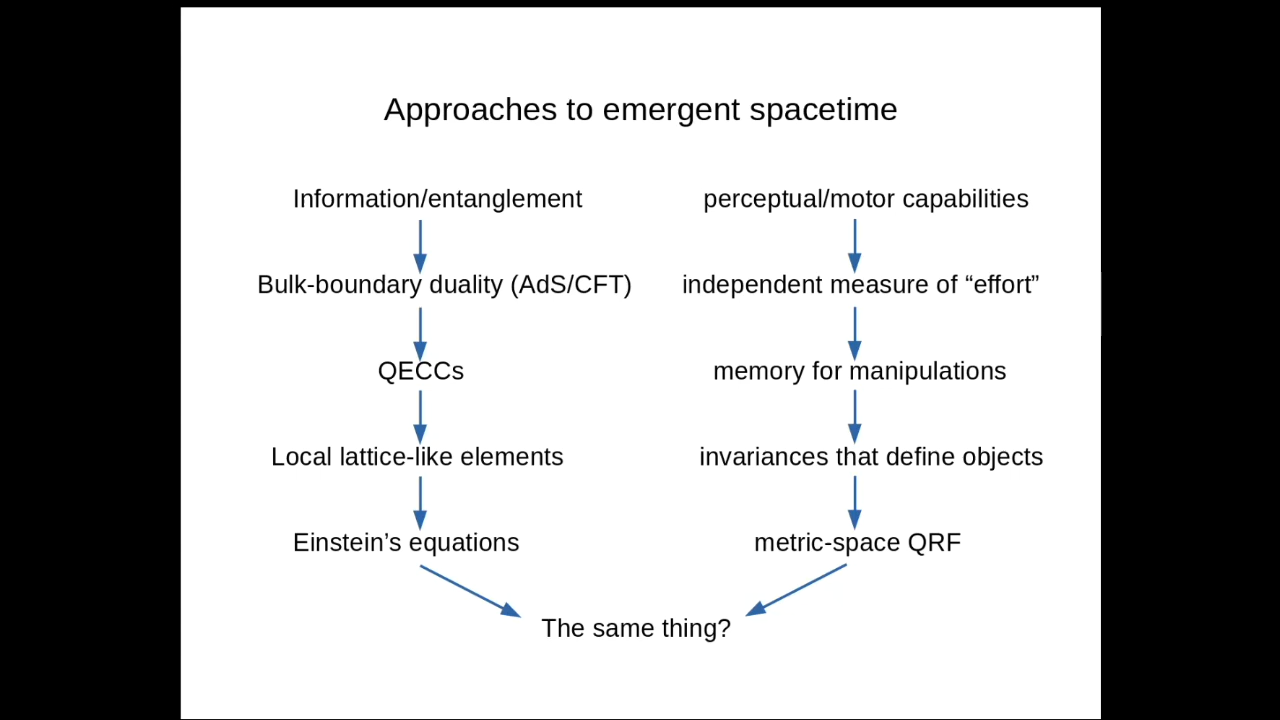 Approaches to emergent spacetime
Information/entanglement
Bulk-boundary duality (AdS/CFT)
QECCs
Local lattice-like elements
Einstein’s equations
perceptual/motor capabilities
independent measure of “effort”
memory for manipulations
invariances that define objects
metric-space QRF
The same thing?